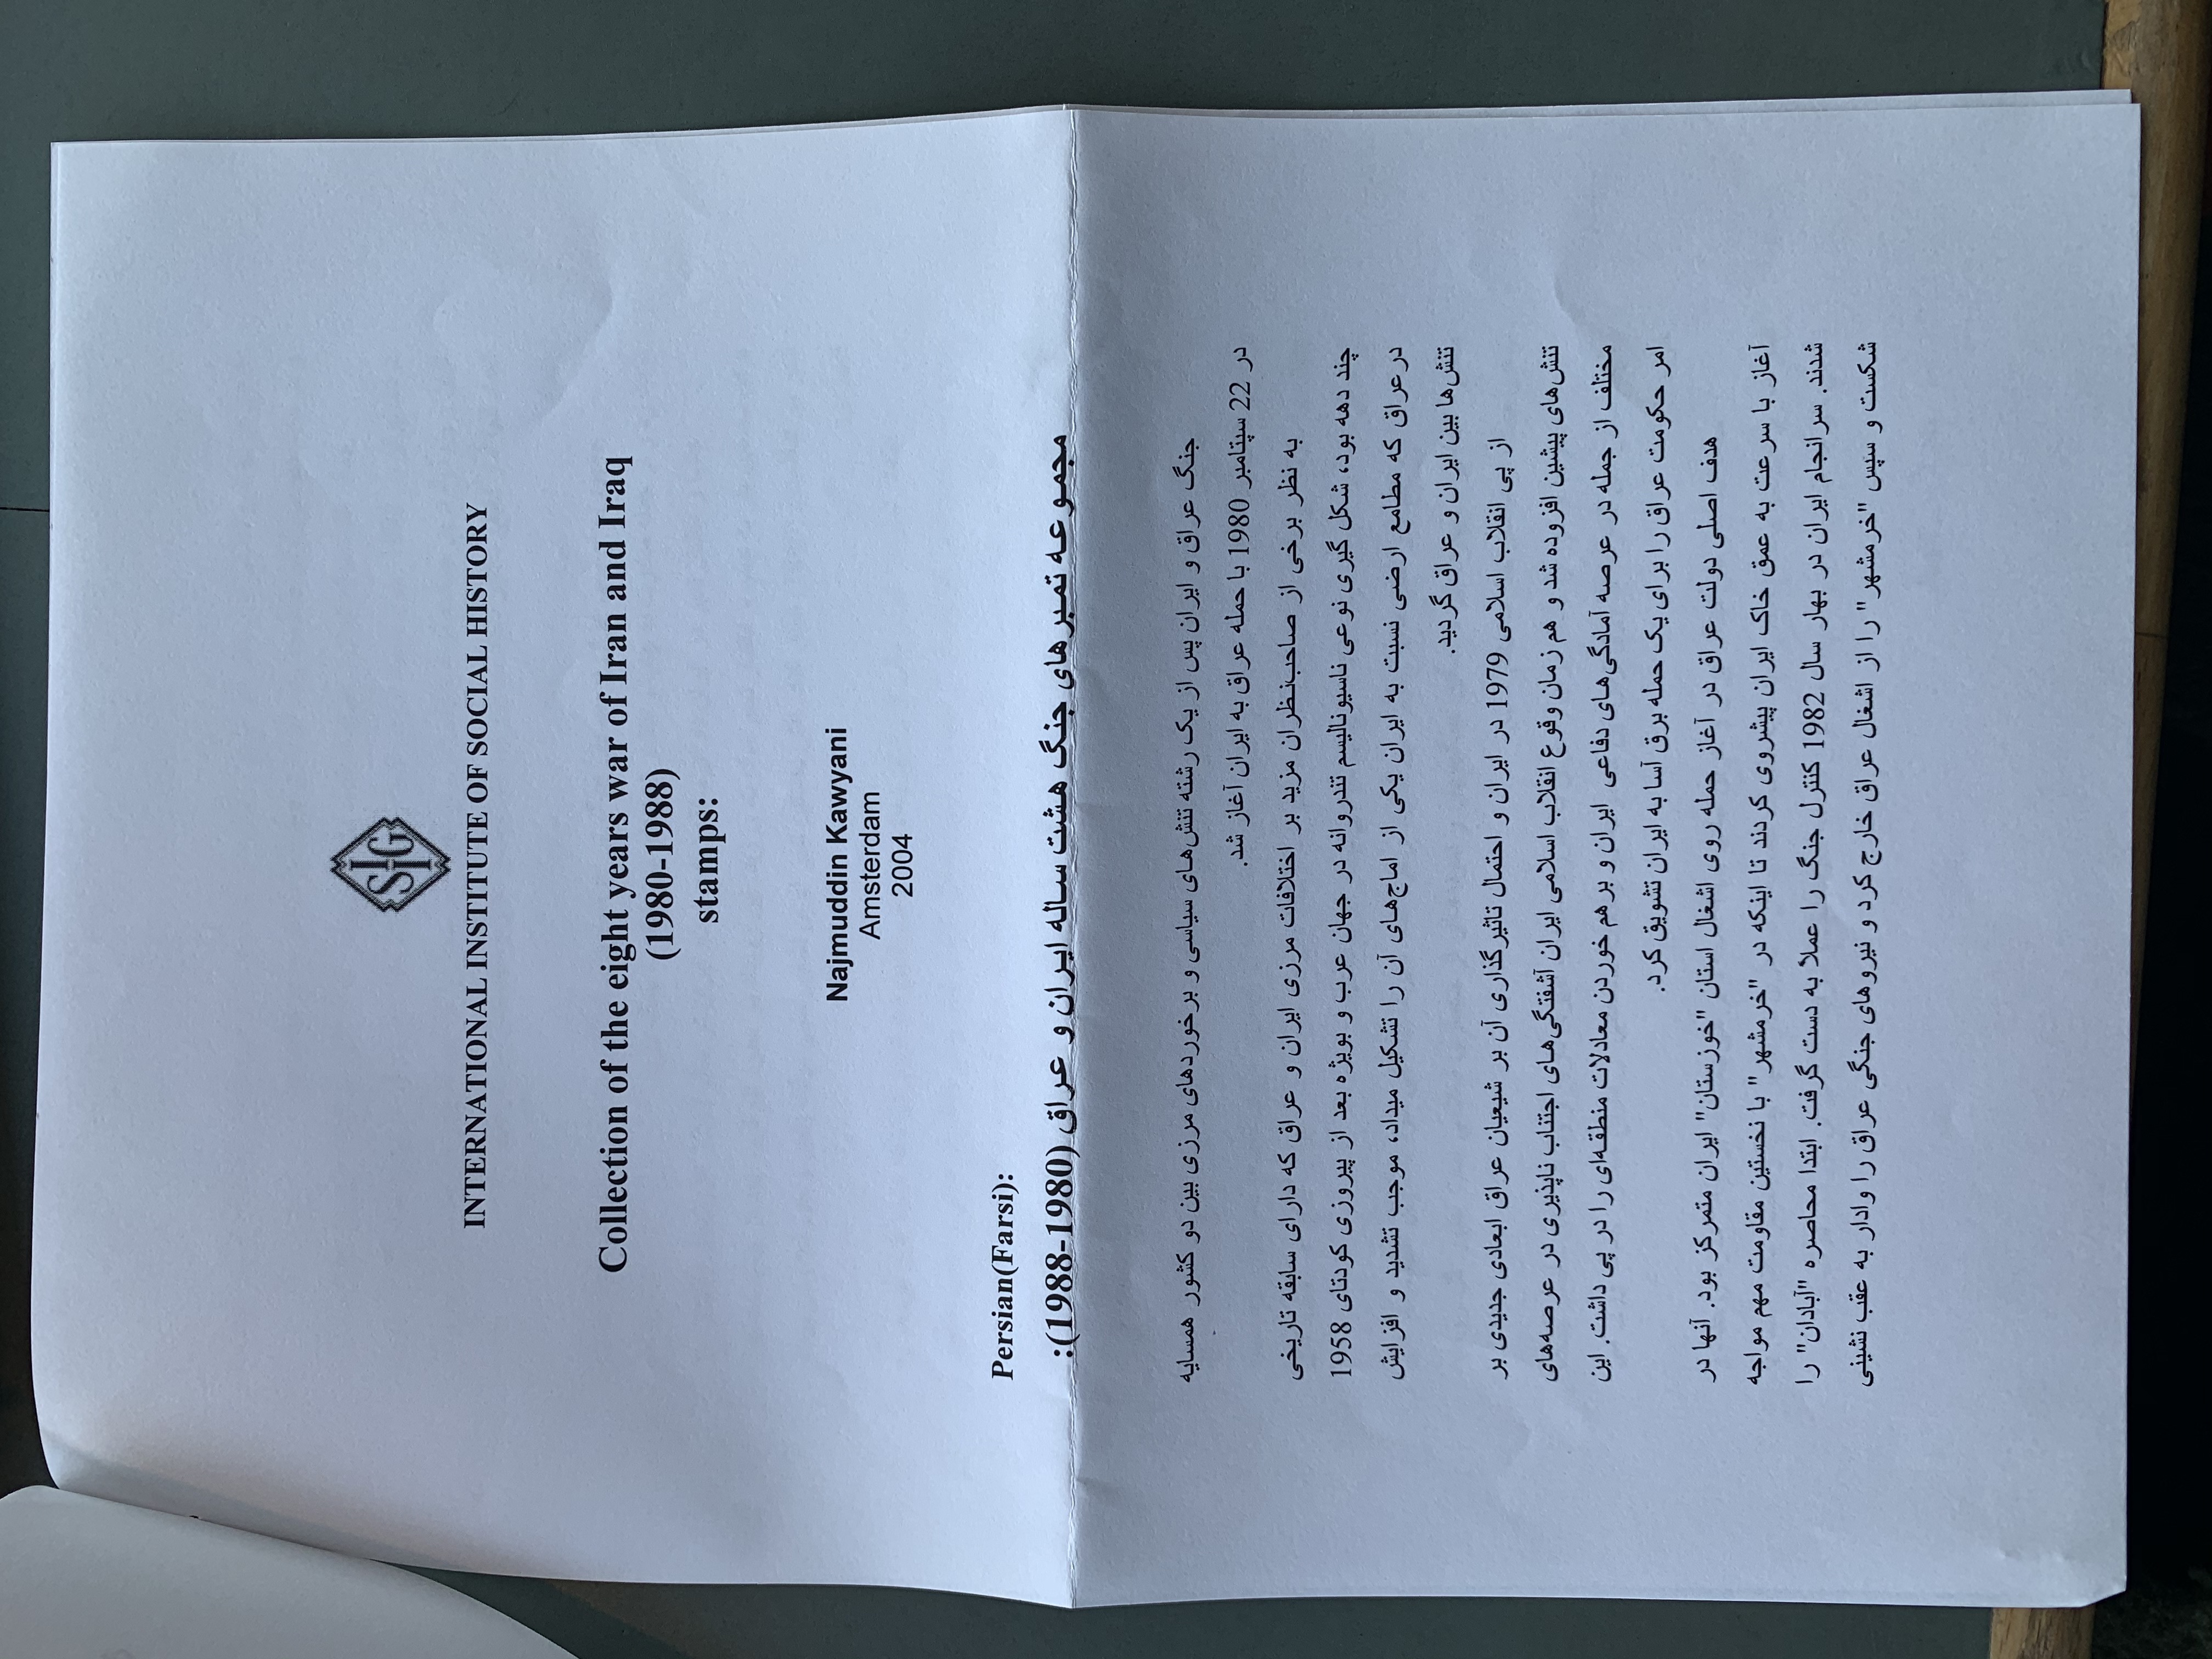 ISIG
INTERNATIONAL INSTITUTE OF SOCIAL HISTORY
Collection of the eight years war of Iran and Iraq
(1980-1988)
stamps:
Najmuddin Kawyani
Amsterdam
2004
Persian(Farsi):
مجموعه تمبرهای جنگ هشت ساله ایران و عراق (1980-1988):
جنگ عراق و ایران پس از یک رشته تنش‌های سیاسی و برخوردهای مرزی بین دو کشور همسایه
در 22 سپتامبر 1980 با حمله عراق به ایران آغاز شد.
به نظر برخی از صاحب‌نظران مزید بر اختلافات مرزی ایران و عراق که دارای سابقه تاریخی
چند دهه بود، شکل گیری نوعی ناسیونالیسم تندروانه در جهان عرب و بویژه بعد از پیروزی کودتای 1958
درعراق که مطامع ارضی نسبت به ایران یکی از اماج‌های آن را تشکیل میداد، موجب تشدید و افزایش
تنش‌ها بین ایران و عراق گردید.
از پی انقلاب اسلامی 1979 در ایران و احتمال تاثیرگذاری آن بر شیعیان عراق ابعادی جدیدی بر
تنش‌های پیشین افزوده شد و هم زمان وقوع انقلاب اسلامی ایران آشفتگی‌های اجتناب ناپذیری در عرصه‌های
مختلف از جمله در عرصه آمادگی‌های دفاعی ایران و برهم خوردن معادلات منطقه‌ای را در پی داشت. این
امر حکومت عراق را برای یک حمله برق آسا به ایران تشویق کرد.
هدف اصلی دولت عراق در آغاز حمله روی اشغال استان "خوزستان" ایران متمرکز بود. آنها در
آغاز با سرعت به عمق خاک ایران پیشروی کردند تا اینکه در "خرمشهر" با نخستین مقاومت مهم مواجه
شدند. سرانجام ایران در بهار سال 1982 کنترل جنگ را عملاً به دست گرفت. ابتدا محاصره "آبادان" را
شکست و سپس "خرمشهر" را از اشغال عراق خارج کرد و نیروهای جنگی عراق را وادار به عقب نشینی